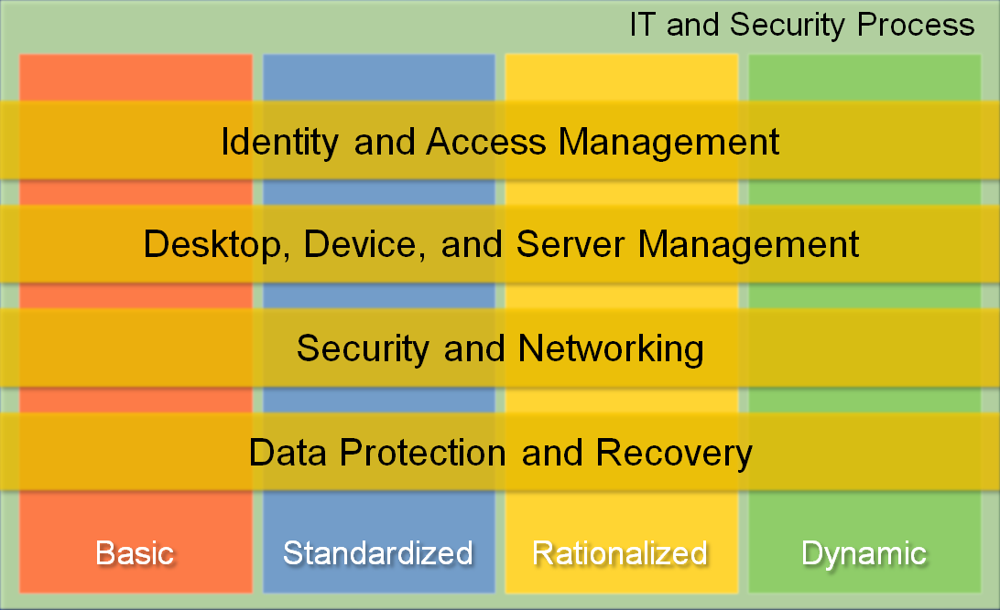 IT and Security Process
Identity and Access Management
Desktop, Device, and Server Management
Security and Networking
Data Protection and Recovery
Basic
Standardized
Rationalized
Dynamic